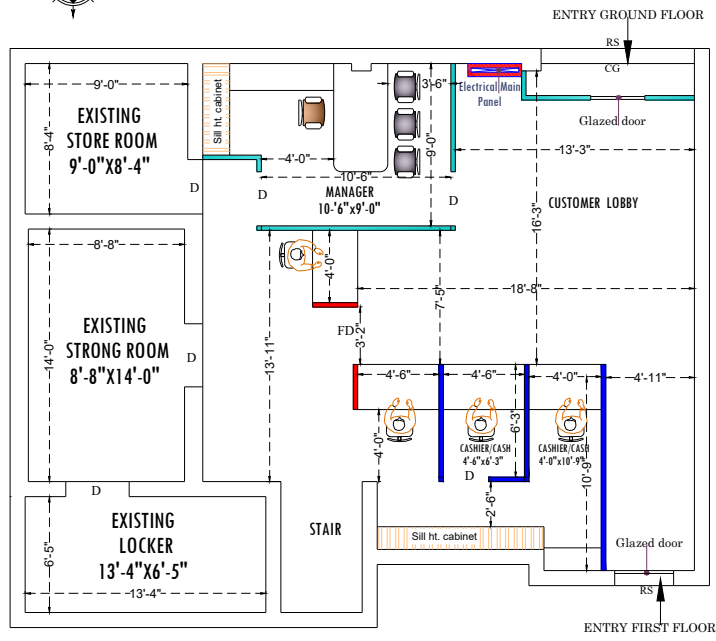 ENTRY GROUND FLOOR
RS
CG
9'-0"
EXISTING
STORE ROOM
9'-0"X8'-4"
8'-4"
D
Sill ht. cabinet
4'-0"
3'-6"
9'-0"
Electrical Main
Panel
Glazed door
13'-3"
10'-6"
D
MANAGER
10-'6"x9'-0"
D
CUSTOMER LOBBY
16'-3"
8'-8"
EXISTING
STRONG ROOM
8'-8"X14'-0"
14'-0"
D
13'-11"
4'-0"
7'-5"
18'-8"
FD
3'-2"
4'-6"
4'-6"
4'-0"
4'-11"
4'-0"
6'-3"
CASHIER/CASH
4'-6"x6'-3"
CASHIER/CASH
4'-0"x10'-9"
10'-9"
D
2'-6"
D
EXISTING
LOCKER
13'-4"X6'-5"
6'-5"
13'-4"
STAIR
Sill ht. cabinet
Glazed door
RS
ENTRY FIRST FLOOR